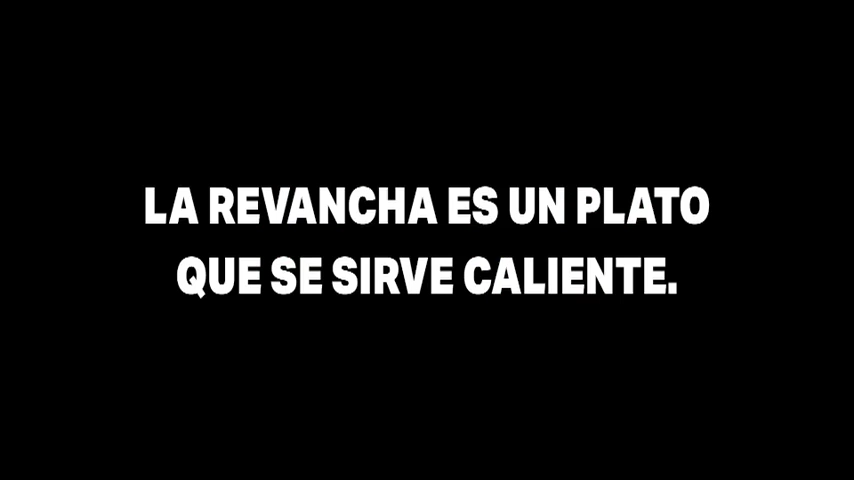 LA REVANCHA ES UN PLATO
QUE SE SIRVE CALIENTE.